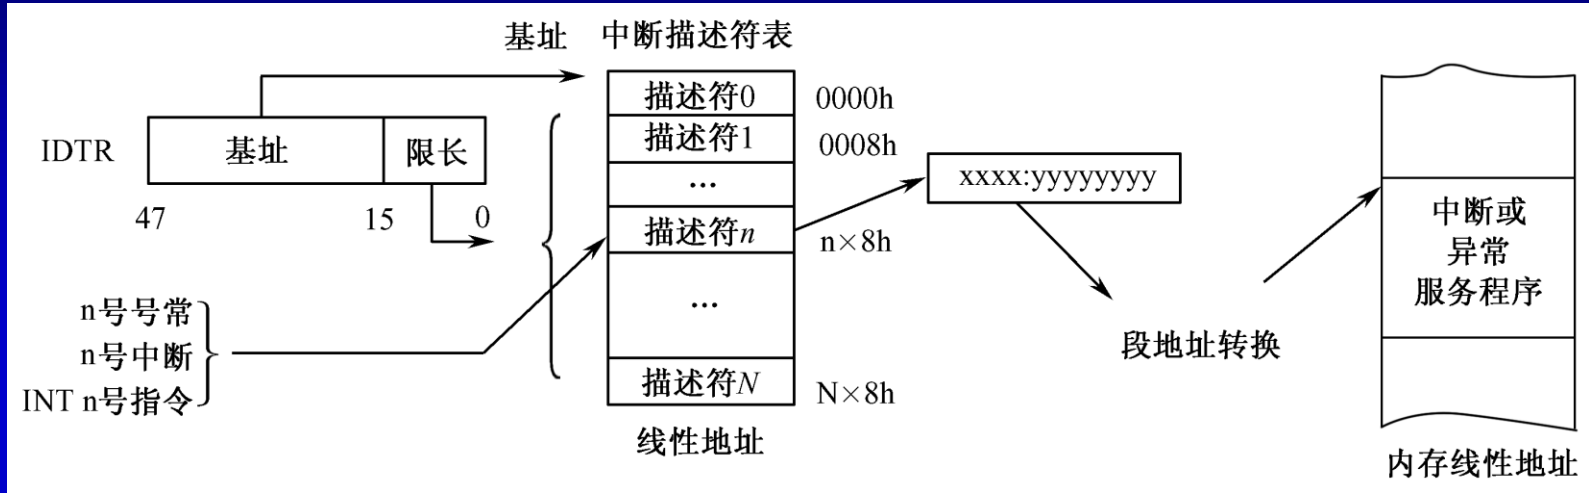 基址 中断描述符表
描述符0 0000h
描述符1 0008h
...
描述符n n×8h
...
描述符N N×8h
线性地址
IDTR 基址 限长
47 15 0
n号号常
n号中断
INT n号指令
xxxx:yyyyyyyy
段地址转换
中断或
异常
服务程序
内存线性地址